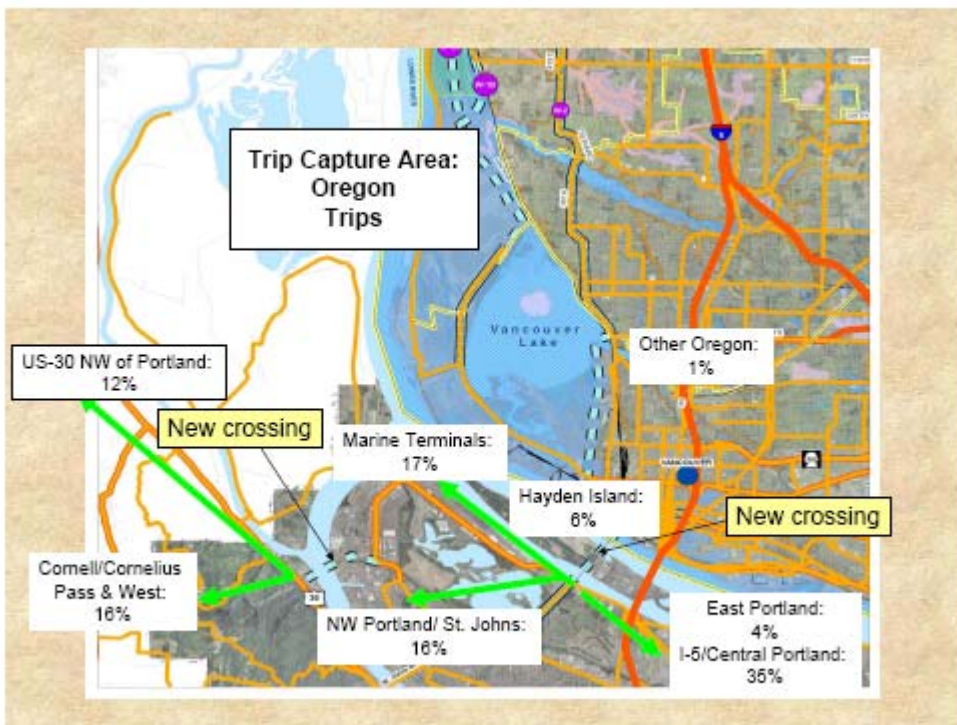 Trip Capture Area:
Oregon
Trips
Vancouver
Lake
US-30 NW of Portland:
12%
Other Oregon:
1%
New crossing
Marine Terminals:
17%
VANCOUVER
Hayden Island:
6%
New crossing
Cornell/Cornelius
Pass & West:
16%
30
NW Portland/ St. Johns:
16%
East Portland:
4%
I-5/Central Portland:
35%